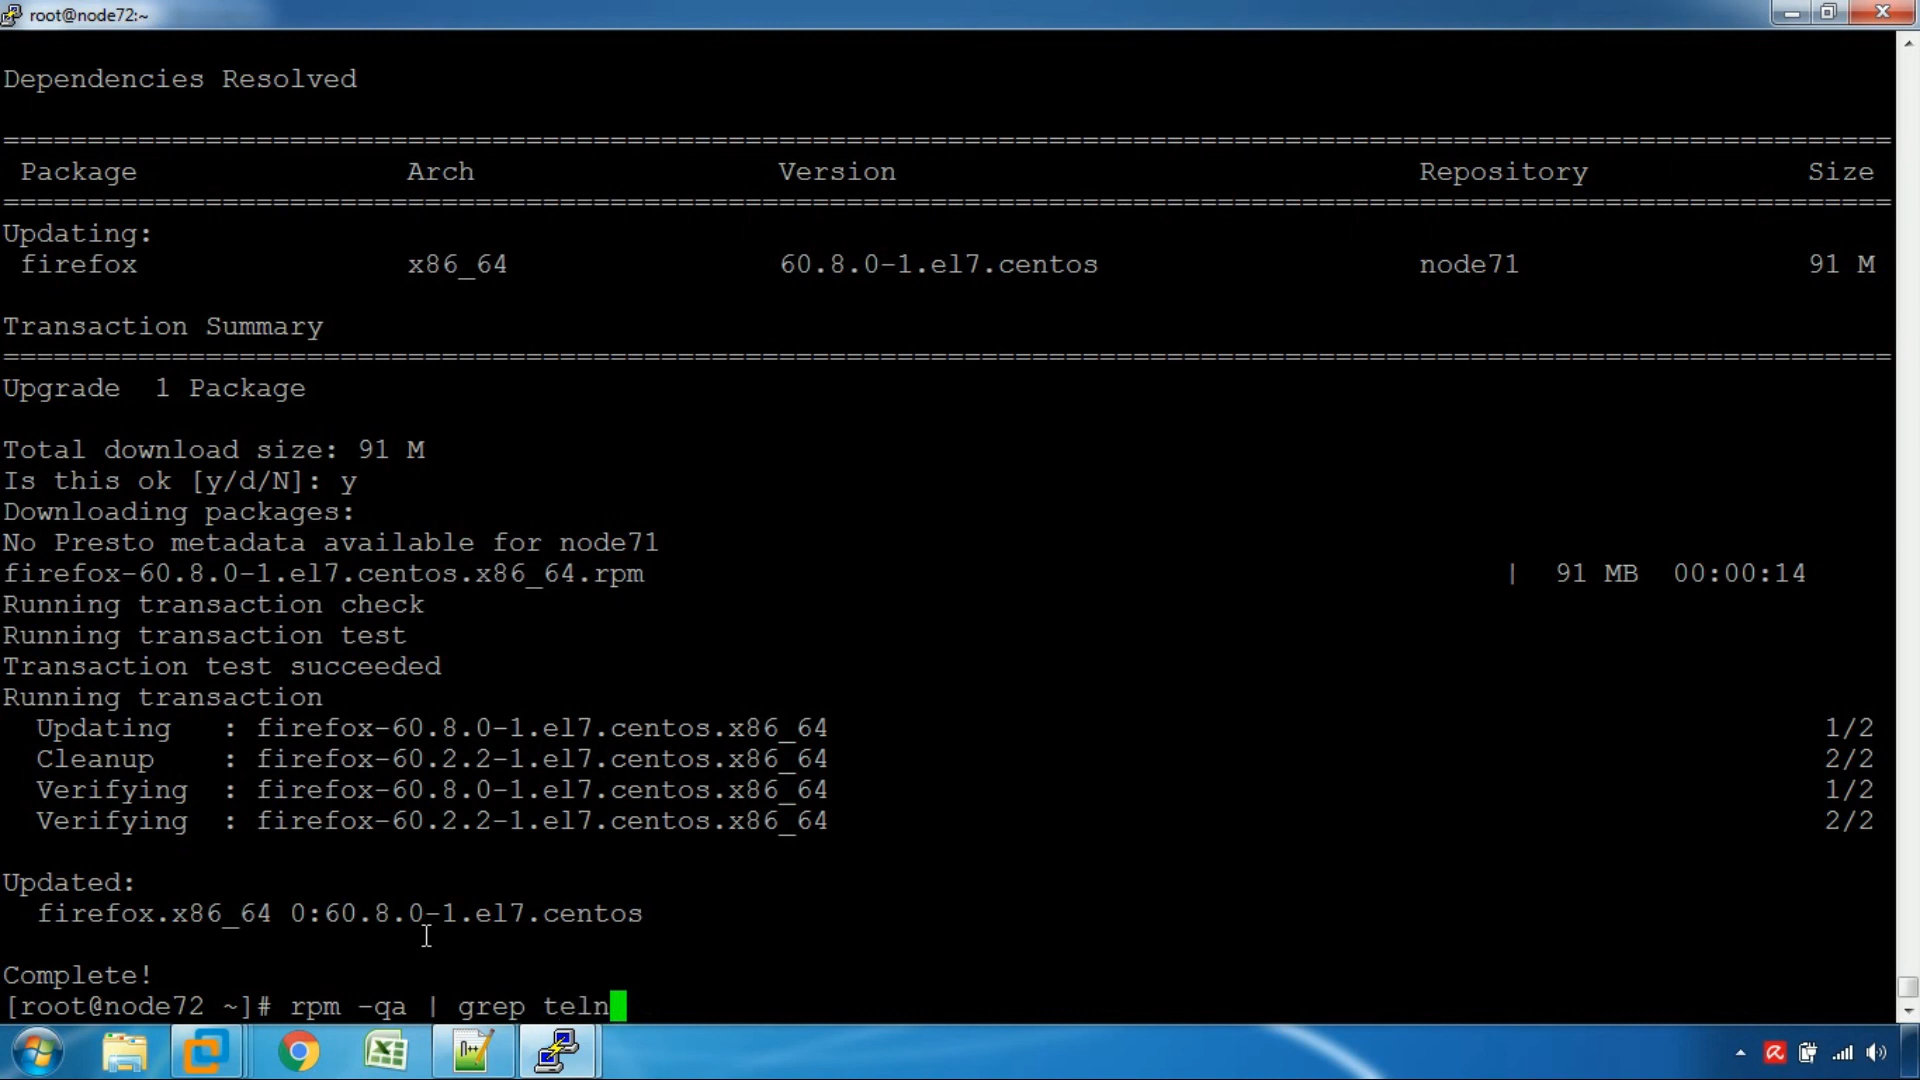 root@node72:~
Dependencies Resolved
================================================================================================================
Package Arch Version Repository Size
================================================================================================================
Updating:
firefox x86_64 60.8.0-1.el7.centos node71 91 M
Transaction Summary
================================================================================================================
Upgrade 1 Package
Total download size: 91 M
Is this ok [y/d/N]: y
Downloading packages:
No Presto metadata available for node71
firefox-60.8.0-1.el7.centos.x86_64.rpm | 91 MB 00:00:14
Running transaction check
Running transaction test
Transaction test succeeded
Running transaction
Updating : firefox-60.8.0-1.el7.centos.x86_64 1/2
Cleanup : firefox-60.2.2-1.el7.centos.x86_64 2/2
Verifying : firefox-60.8.0-1.el7.centos.x86_64 1/2
Verifying : firefox-60.2.2-1.el7.centos.x86_64 2/2
Updated:
firefox.x86_64 0:60.8.0-1.el7.centos
Complete!
[root@node72 ~]# rpm -qa | grep teln